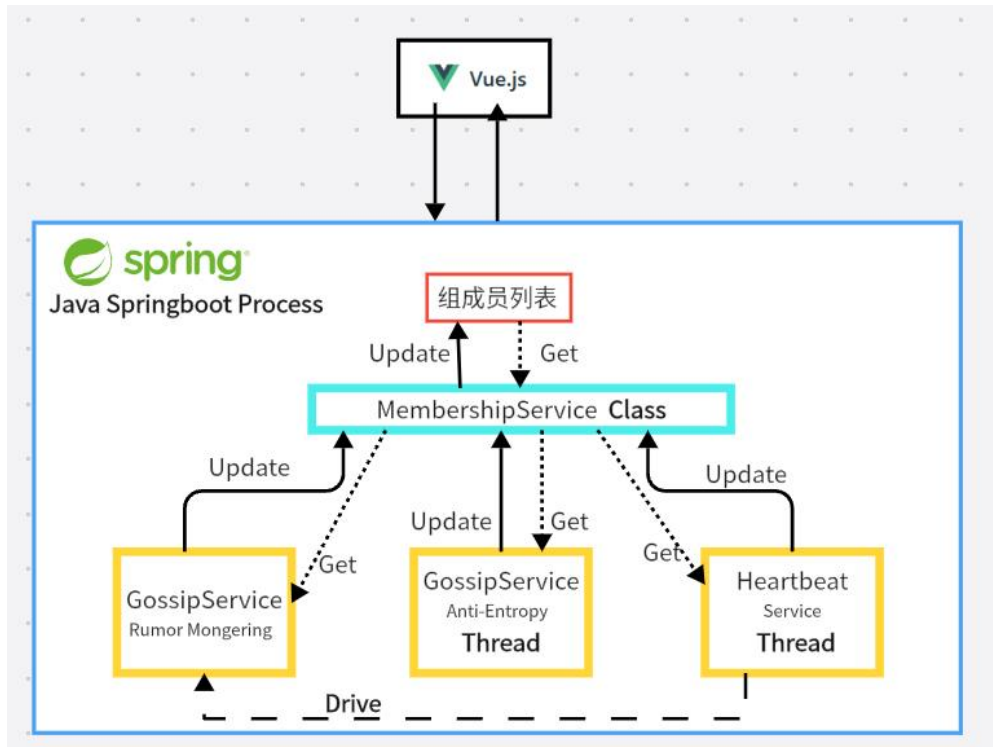 Vue.js
spring
Java Springboot Process
组成员列表
Update
Get
MembershipService Class
Update
Update
Update
Get
Get
Get
GossipService
Rumor Mongering
GossipService
Anti-Entropy
Thread
Heartbeat
Service
Thread
Drive